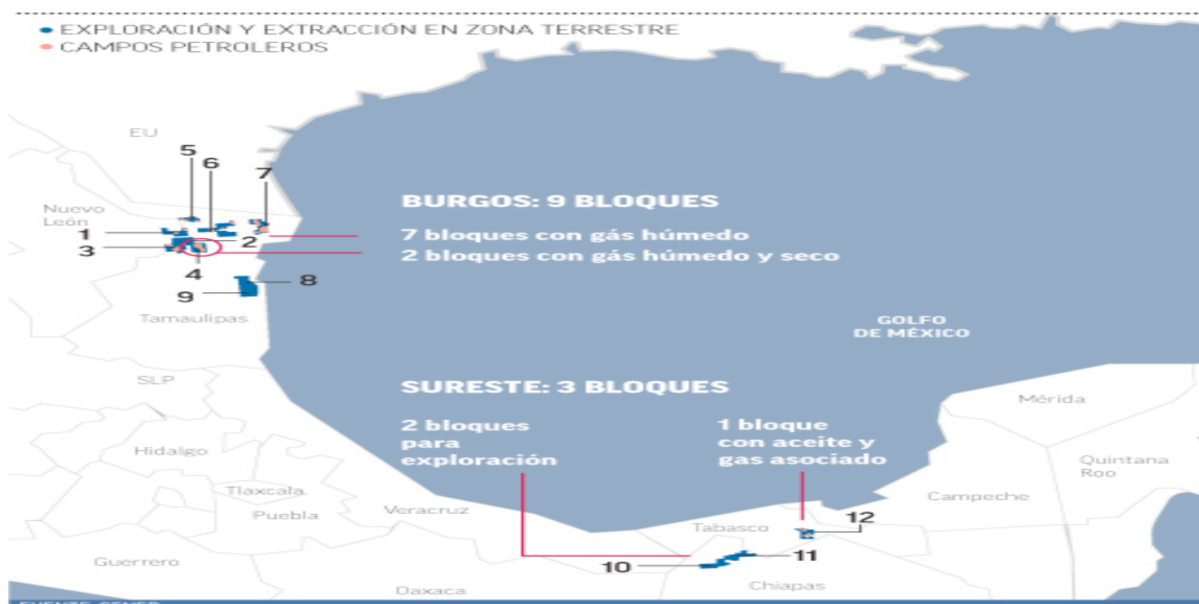 EXPLORACIÓN Y EXTRACCIÓN EN ZONA TERRESTRE
CAMPOS PETROLEROS
EU
5
6
7
Nuevo
León
1
3
2
4
8
9
Tamaulipas
BURGOS: 9 BLOQUES
7 bloques con gás húmedo
2 bloques con gás húmedo y seco
GOLFO
DE MÉXICO
SLP
SURESTE: 3 BLOQUES
2 bloques
para
exploración
1 bloque
con aceite y
gas asociado
Mérida
Quintana
Roo
Campeche
Hidalgo
Tlaxcala
Puebla
Veracruz
Guerrero
Oaxaca
Tabasco
12
11
10
Chiapas
FUENTE: SENER